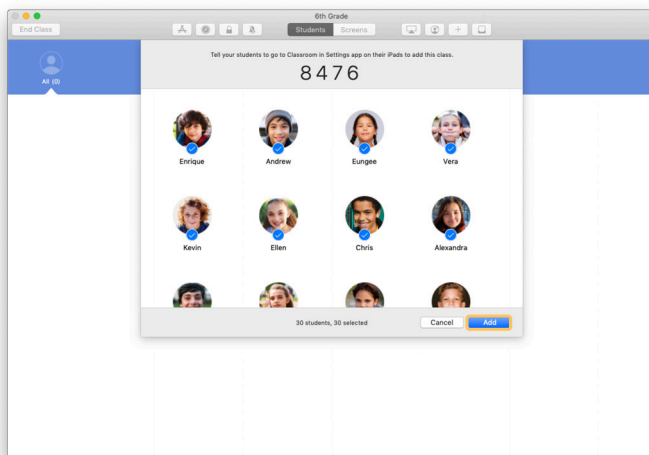 6th Grade
End Class
Students Screens
All (0)
Tell your students to go to Classroom in Settings app on their iPads to add this class.
8476
Enrique Andrew Eungee Vera
Kevin Ellen Chris Alexandra
30 students, 30 selected Cancel Add